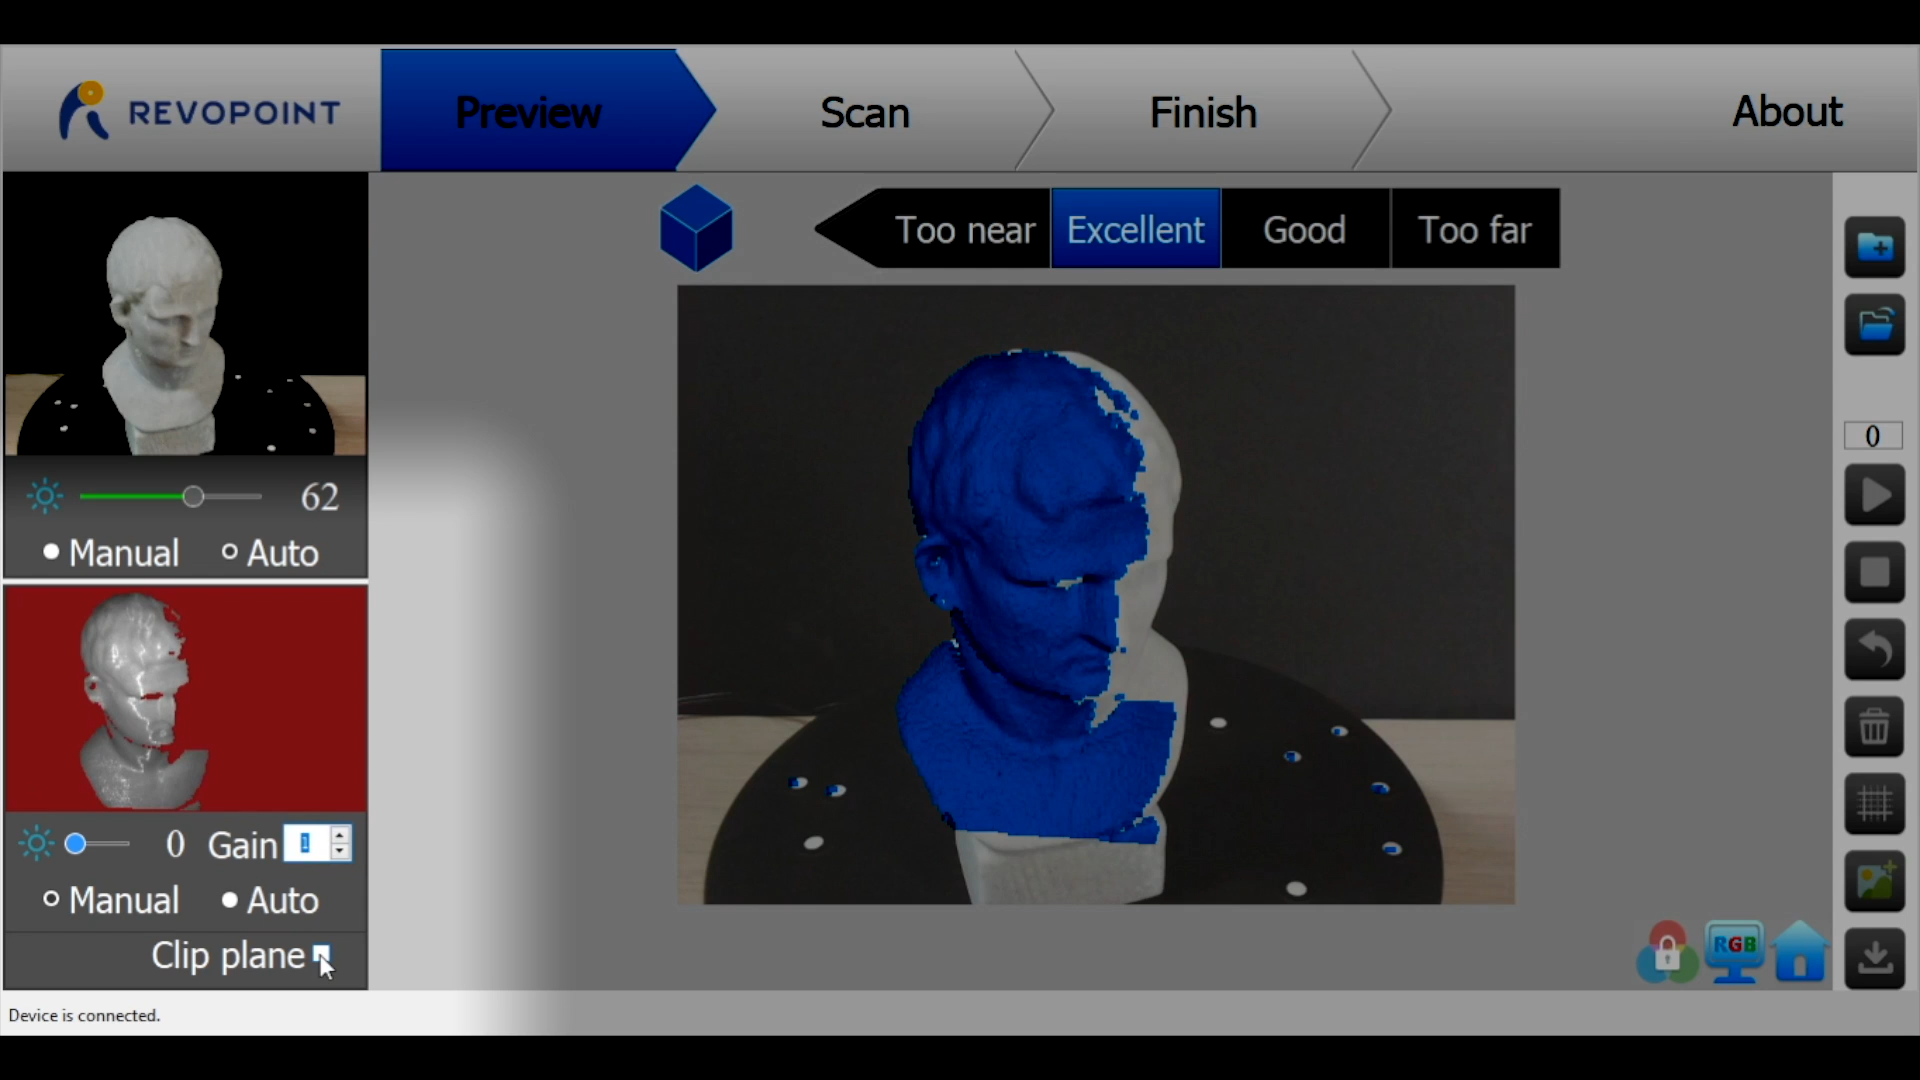 REVOPOINT
Preview
Scan
Finish
About
Too near
Excellent
Good
Too far
62
Manual
Auto
0
Gain
1
Manual
Auto
Clip plane
0
RGB
Device is connected.